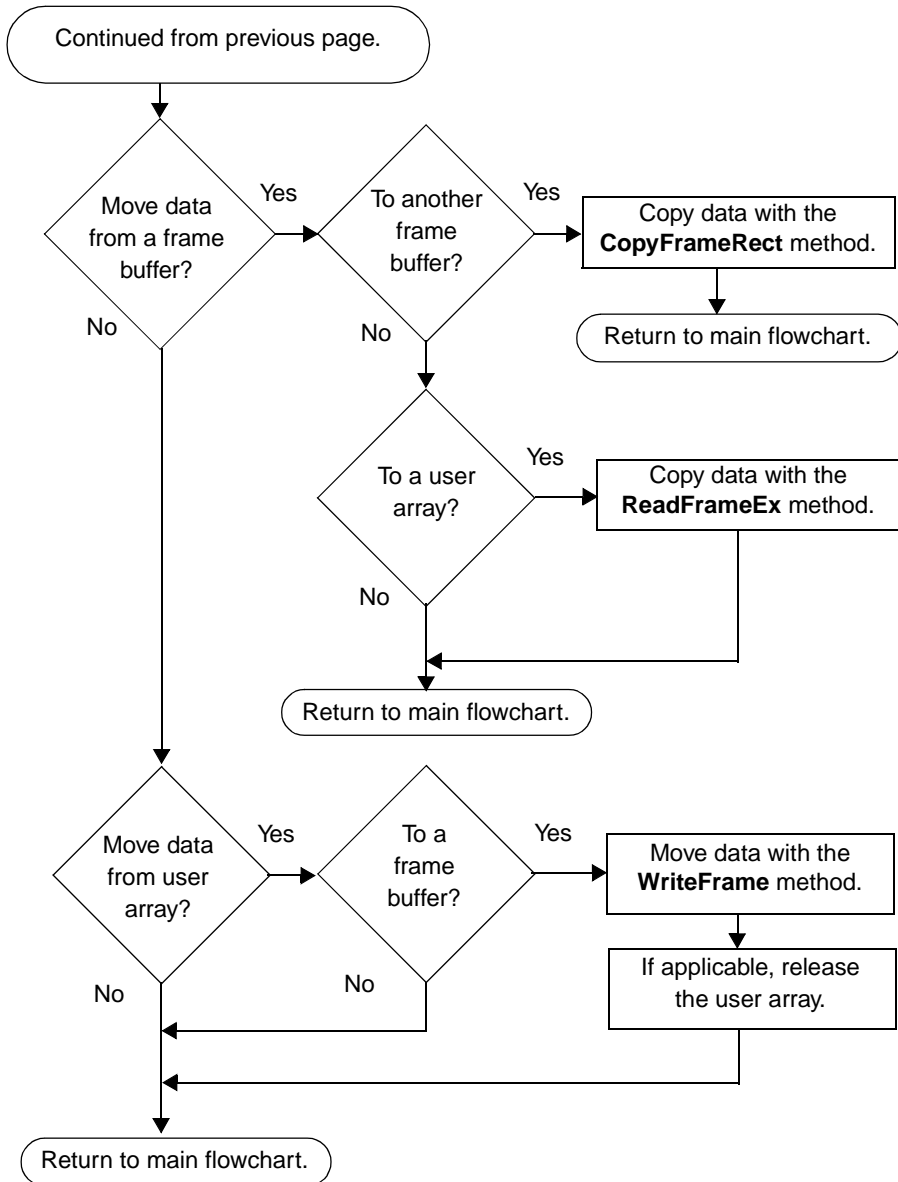 Continued from previous page.
Move data
from a frame
buffer?
Yes
To another
frame
buffer?
Yes
Copy data with the
CopyFrameRect method.
No
No
Return to main flowchart.
To a user
array?
Yes
Copy data with the
ReadFrameEx method.
No
Return to main flowchart.
Move data
from user
array?
Yes
To a
frame
buffer?
Yes
Move data with the
WriteFrame method.
No
No
If applicable, release
the user array.
Return to main flowchart.